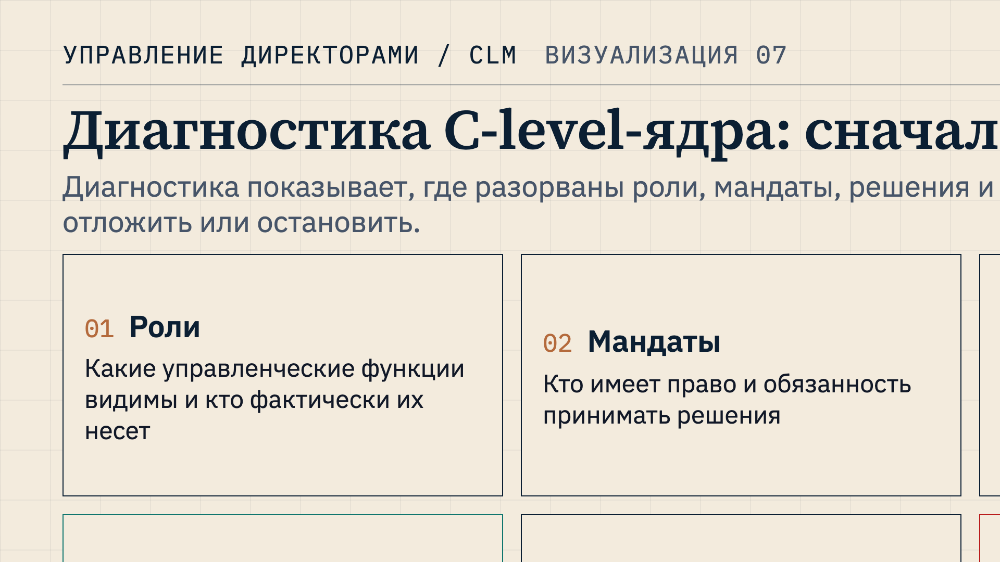 УПРАВЛЕНИЕ ДИРЕКТОРАМИ / CLM ВИЗУАЛИЗАЦИЯ 07
Диагностика C-level-ядра: сначал
Диагностика показывает, где разорваны роли, мандаты, решения и
отложить или остановить.
01 Роли
Какие управленческие функции
видимы и кто фактически их
несет
02 Мандаты
Кто имеет право и обязанность
принимать решения